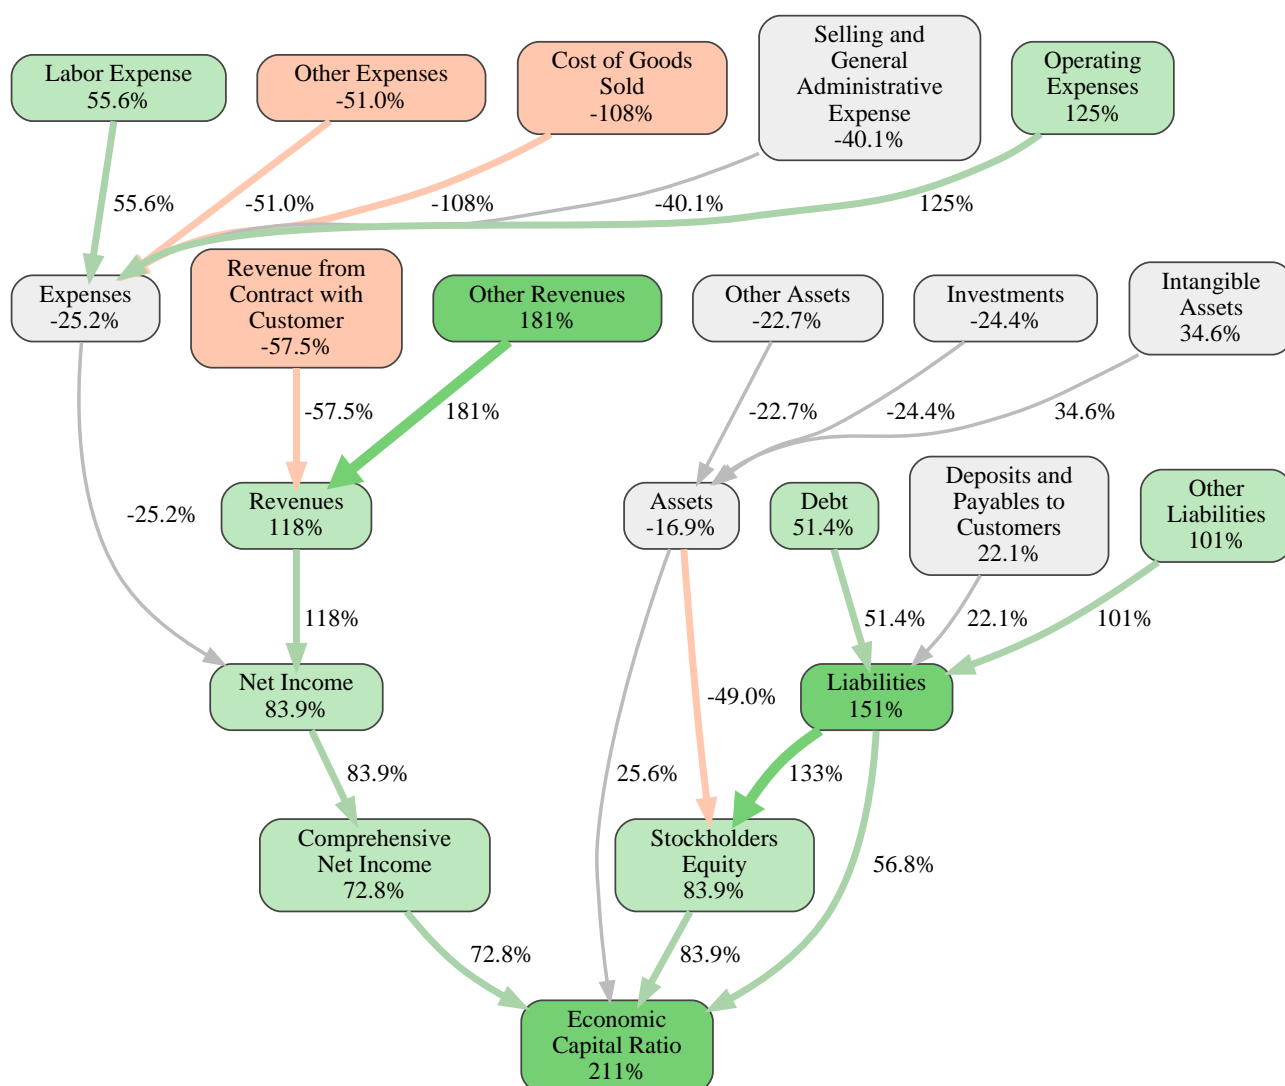 Labor Expense
55.6%
Other Expenses
-51.0%
Cost of Goods
Sold
-108%
Selling and
General
Administrative
Expense
-40.1%
Operating
Expenses
125%
55.6%
-51.0%
-108%
-40.1%
125%
Expenses
-25.2%
Revenue from
Contract with
Customer
-57.5%
Other Revenues
181%
Other Assets
-22.7%
Investments
-24.4%
Intangible
Assets
34.6%
-57.5%
181%
-22.7%
-24.4%
34.6%
-25.2%
Revenues
118%
Assets
-16.9%
Debt
51.4%
Deposits and
Payables to
Customers
22.1%
Other
Liabilities
101%
118%
51.4%
22.1%
101%
Net Income
83.9%
-49.0%
Liabilities
151%
83.9%
25.6%
133%
Comprehensive
Net Income
72.8%
Stockholders
Equity
83.9%
56.8%
72.8%
83.9%
Economic
Capital Ratio
211%